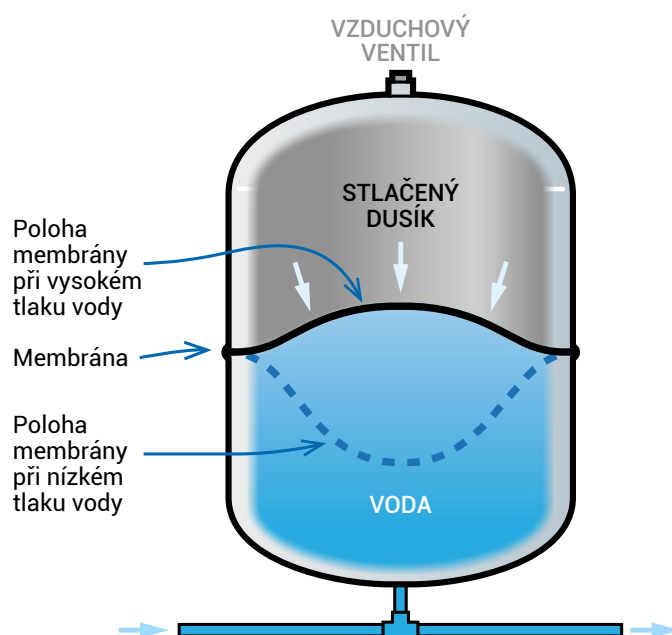 VZDUCHOVÝ
VENTIL
STLAČENÝ
DUSÍK
Poloha
membrány
při vysokém
tlaku vody
Membrána
Poloha
membrány
při nízkém
tlaku vody
VODA